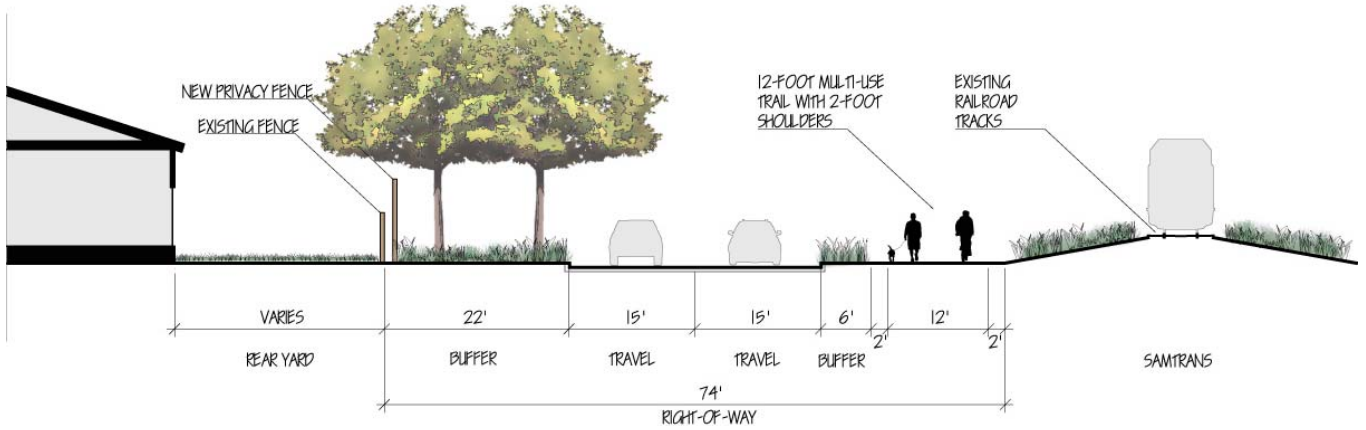 NEW PRIVACY FENCE
EXISTING FENCE
12-FOOT MULTI-USE
TRAIL WITH 2-FOOT
SHOULDERS
EXISTING
RAILROAD
TRACKS
VARIES
22'
15'
15'
6'
2'
12'
2'
REAR YARD
BUFFER
TRAVEL
TRAVEL
BUFFER
SAMTRANS
74'
RIGHT-OF-WAY